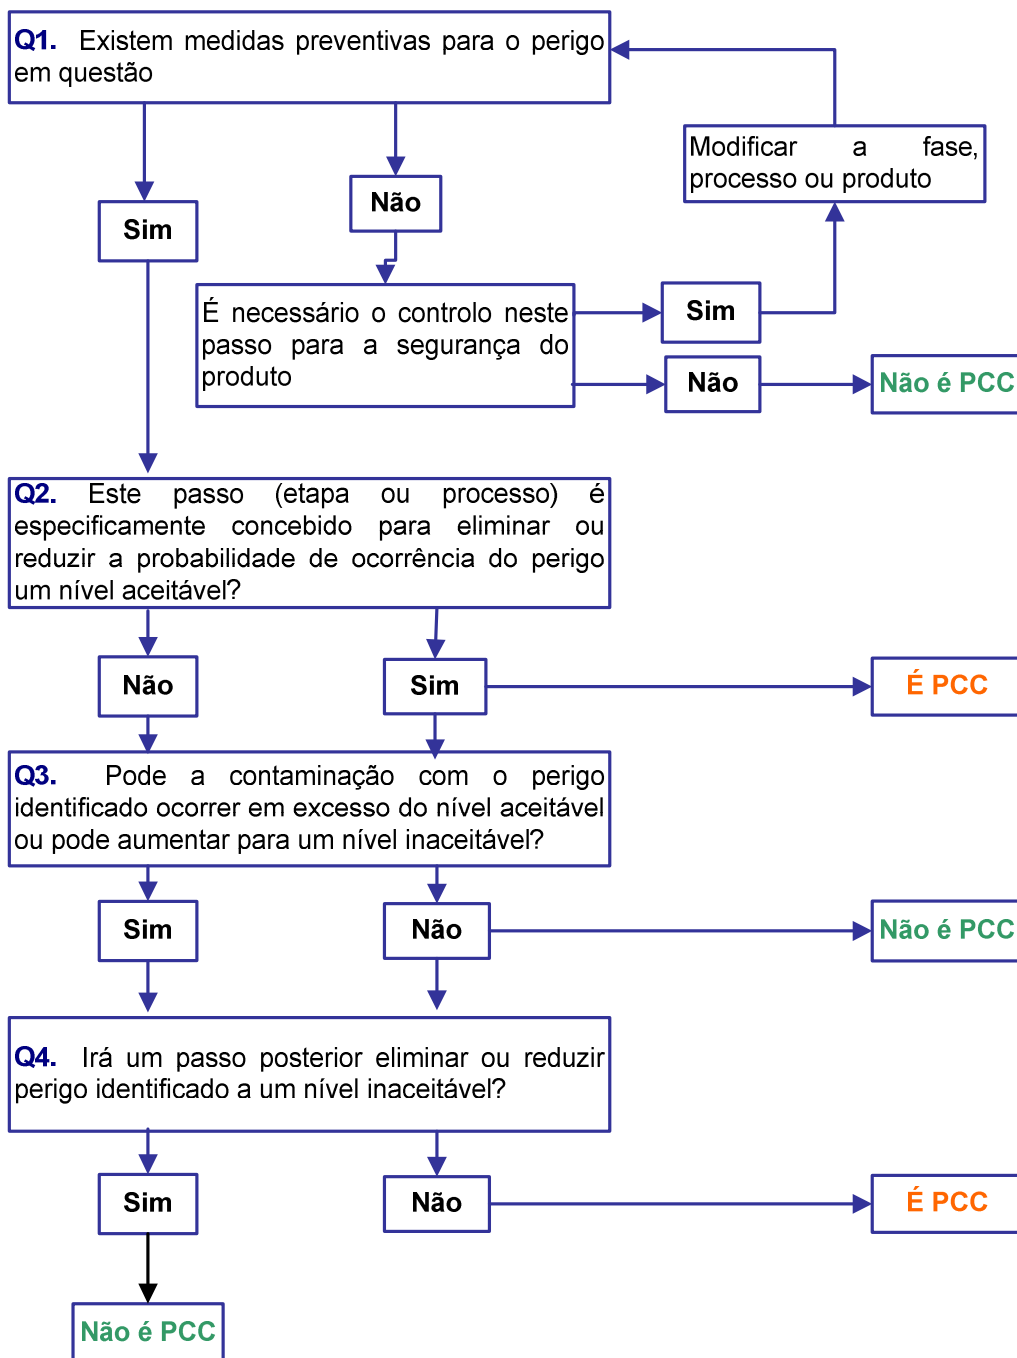 Q1. Existem medidas preventivas para o perigo
em questão
Modificar a fase,
processo ou produto
Não
Sim
É necessário o controlo neste
passo para a segurança do
produto
Sim
Não
Não é PCC
Q2. Este passo (etapa ou processo) é
especificamente concebido para eliminar ou
reduzir a probabilidade de ocorrência do perigo
um nível aceitável?
Não
Sim
É PCC
Q3. Pode a contaminação com o perigo
identificado ocorrer em excesso do nível aceitável
ou pode aumentar para um nível inaceitável?
Sim
Não
Não é PCC
Q4. Irá um passo posterior eliminar ou reduzir
perigo identificado a um nível inaceitável?
Sim
Não
É PCC
Não é PCC